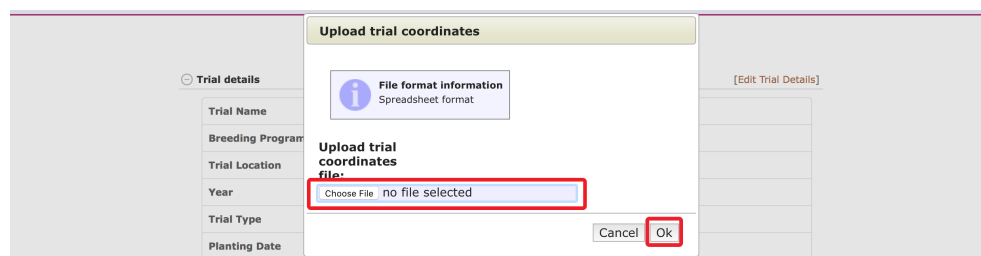 Upload trial coordinates
File format information
Spreadsheet format
Trial details
[Edit Trial Details]
Trial Name
Breeding Program
Trial Location
Year
Trial Type
Planting Date
Upload trial
coordinates
file:
Choose File no file selected
Cancel Ok